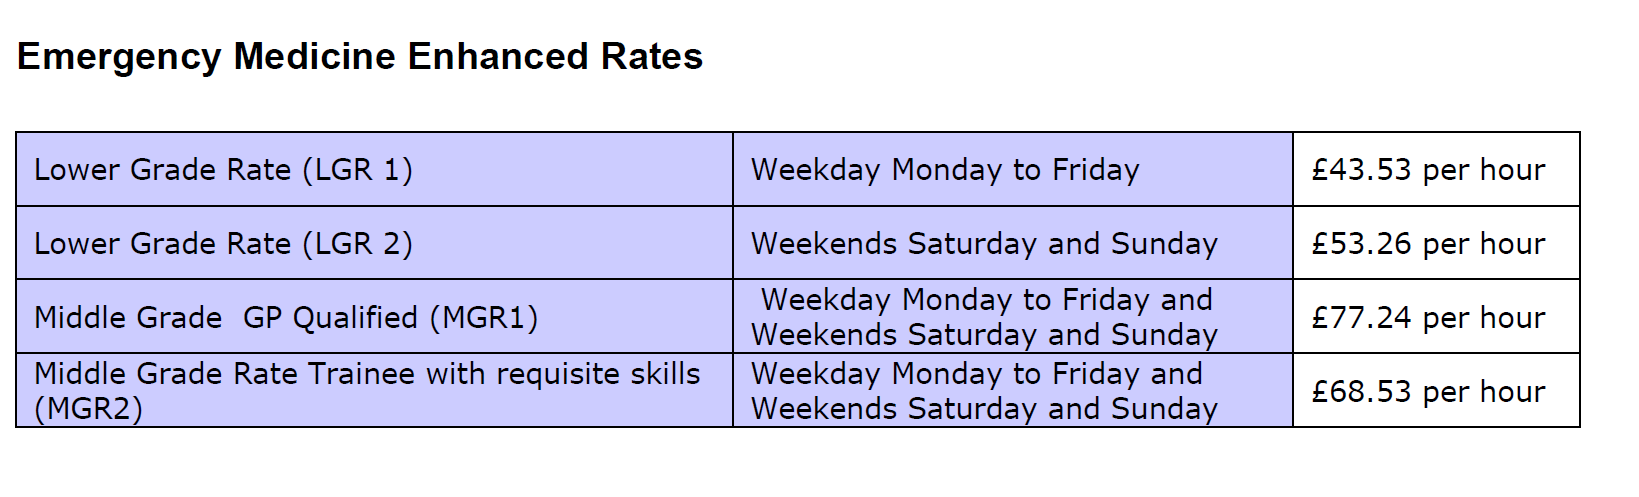 Emergency Medicine Enhanced Rates
Lower Grade Rate (LGR 1)
Weekday Monday to Friday
£43.53 per hour
Lower Grade Rate (LGR 2)
Weekends Saturday and Sunday
£53.26 per hour
Middle Grade  GP Qualified (MGR1)
Weekday Monday to Friday and
Weekends Saturday and Sunday
£77.24 per hour
Middle Grade Rate Trainee with requisite skills
(MGR2)
Weekday Monday to Friday and
Weekends Saturday and Sunday
£68.53 per hour